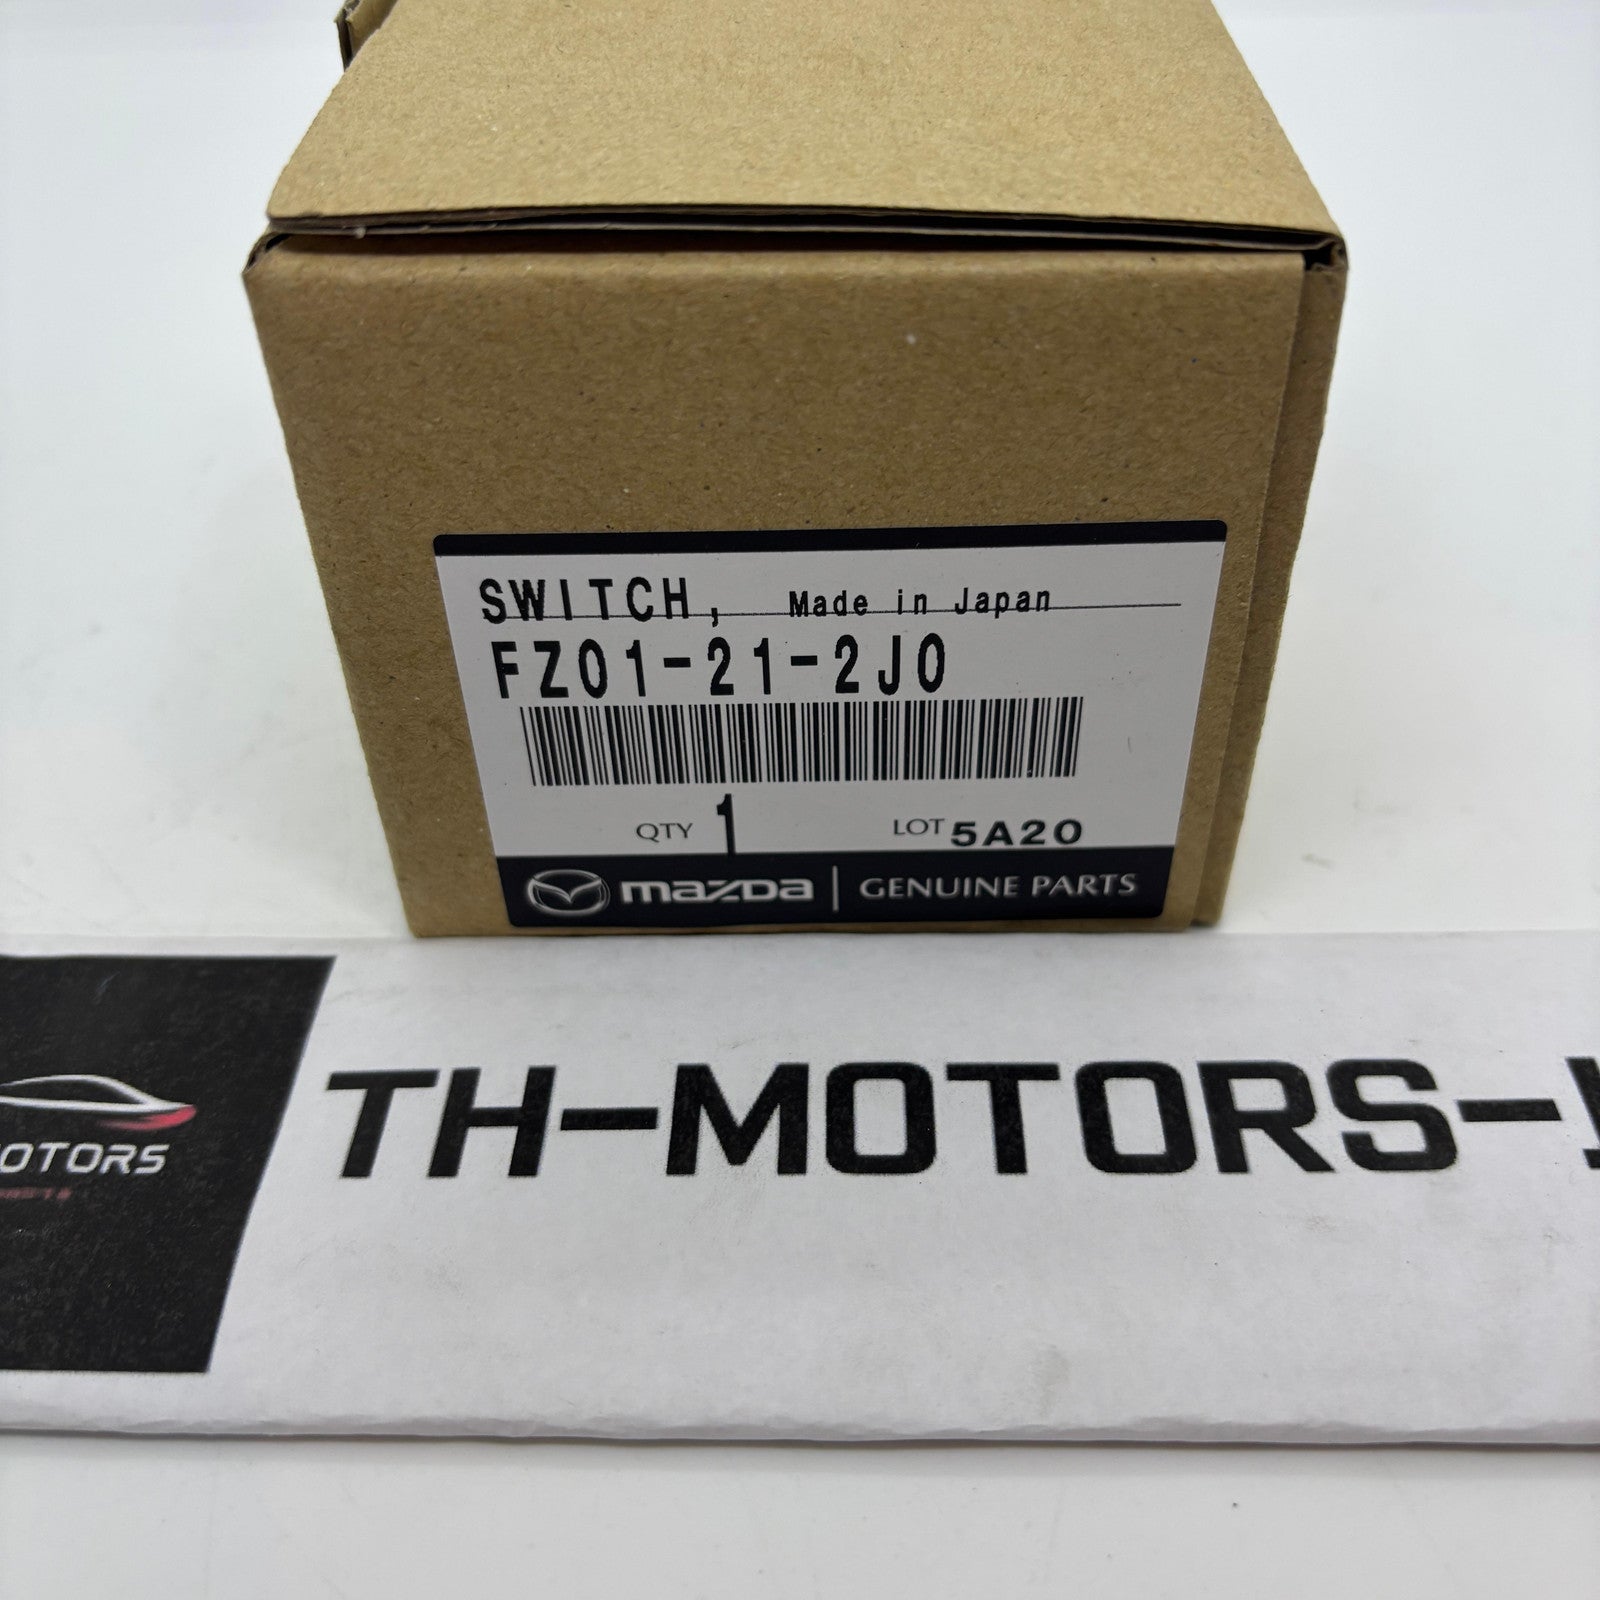 SWITCH, Made in Japan
FZ01-21-2J0
QTY 1 LOT 5A20
mazda GENUINE PARTS
TH-MOTORS-
OTORS